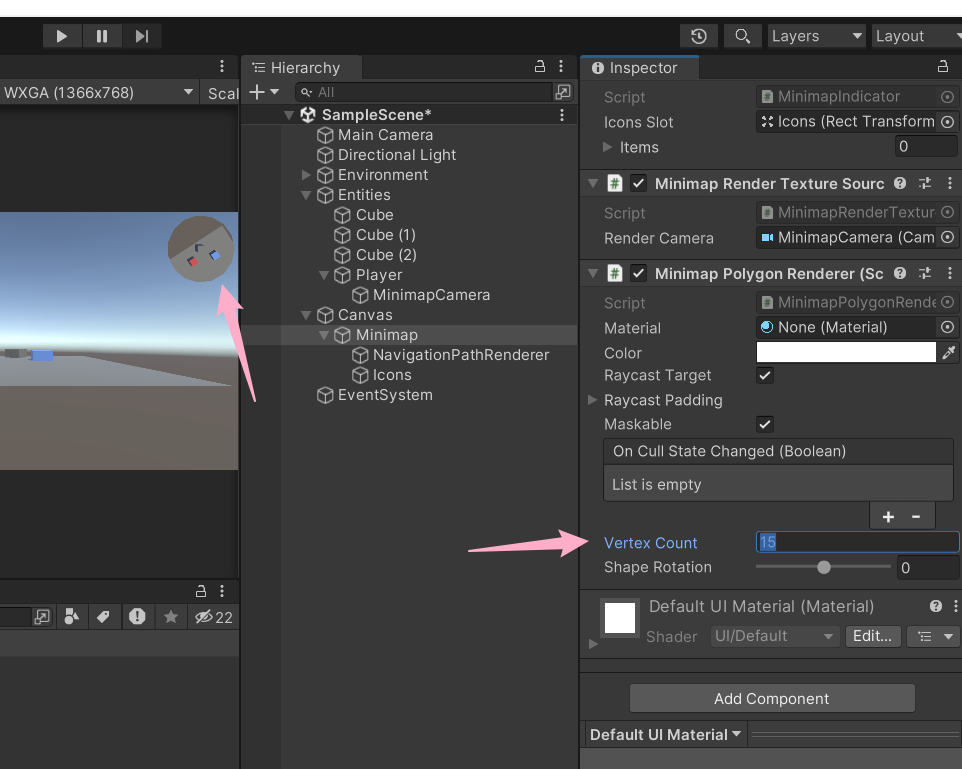 Layers
Layout
WXGA (1366x768)
Scal
Hierarchy
All
SampleScene*
Main Camera
Directional Light
Environment
Entities
Cube
Cube (1)
Cube (2)
Player
MinimapCamera
Canvas
Minimap
NavigationPathRenderer
Icons
EventSystem
22
Inspector
Script MinimapIndicator
Icons Slot Icons (Rect Transform
Items 0
# Minimap Render Texture Sourc
Script MinimapRenderTextur
Render Camera MinimapCamera (Cam
# Minimap Polygon Renderer (Sc
Script MinimapPolygonRende
Material None (Material)
Color
Raycast Target
Raycast Padding
Maskable
On Cull State Changed (Boolean)
List is empty
+ -
Vertex Count 15
Shape Rotation 0
Default UI Material (Material)
Shader UI/Default Edit...
Add Component
Default UI Material